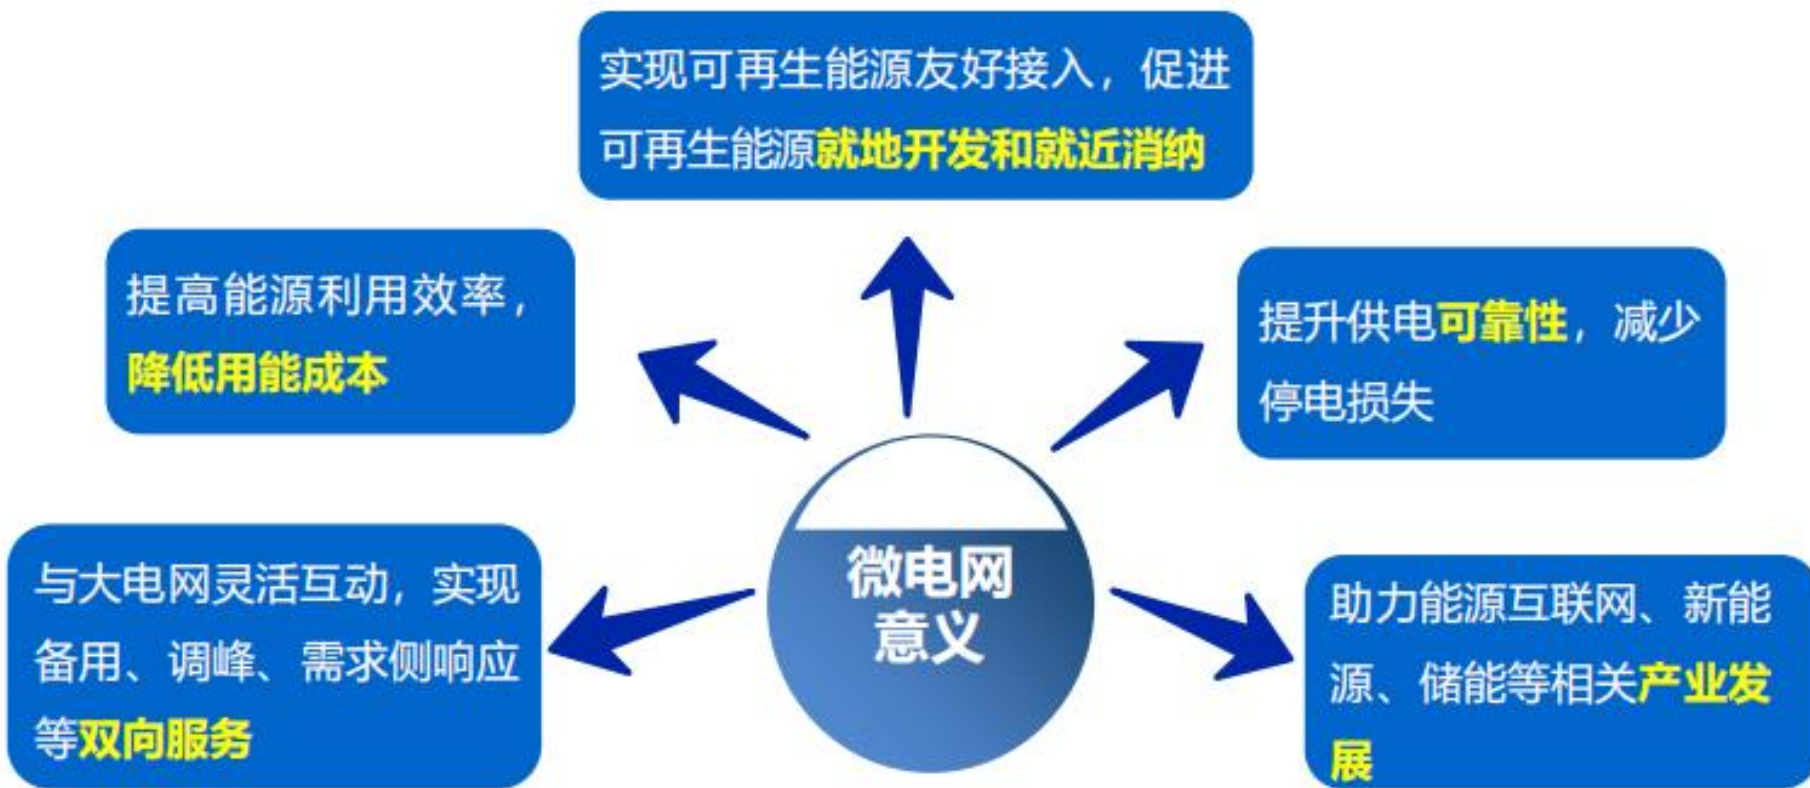 实现可再生能源友好接入，促进
可再生能源就地开发和就近消纳
提高能源利用效率，
降低用能成本
提升供电可靠性，减少
停电损失
与大电网灵活互动，实现
备用、调峰、需求侧响应
等双向服务
微电网
意义
助力能源互联网、新能
源、储能等相关产业发
展